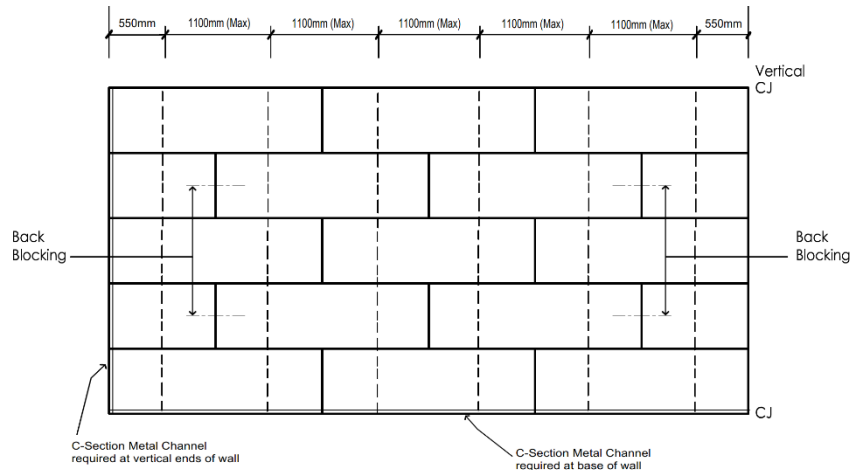 550mm 1100mm (Max) 1100mm (Max) 1100mm (Max) 1100mm (Max) 1100mm (Max) 550mm
Vertical
CJ
Back
Blocking
Back
Blocking
CJ
C-Section Metal Channel
required at vertical ends of wall
C-Section Metal Channel
required at base of wall